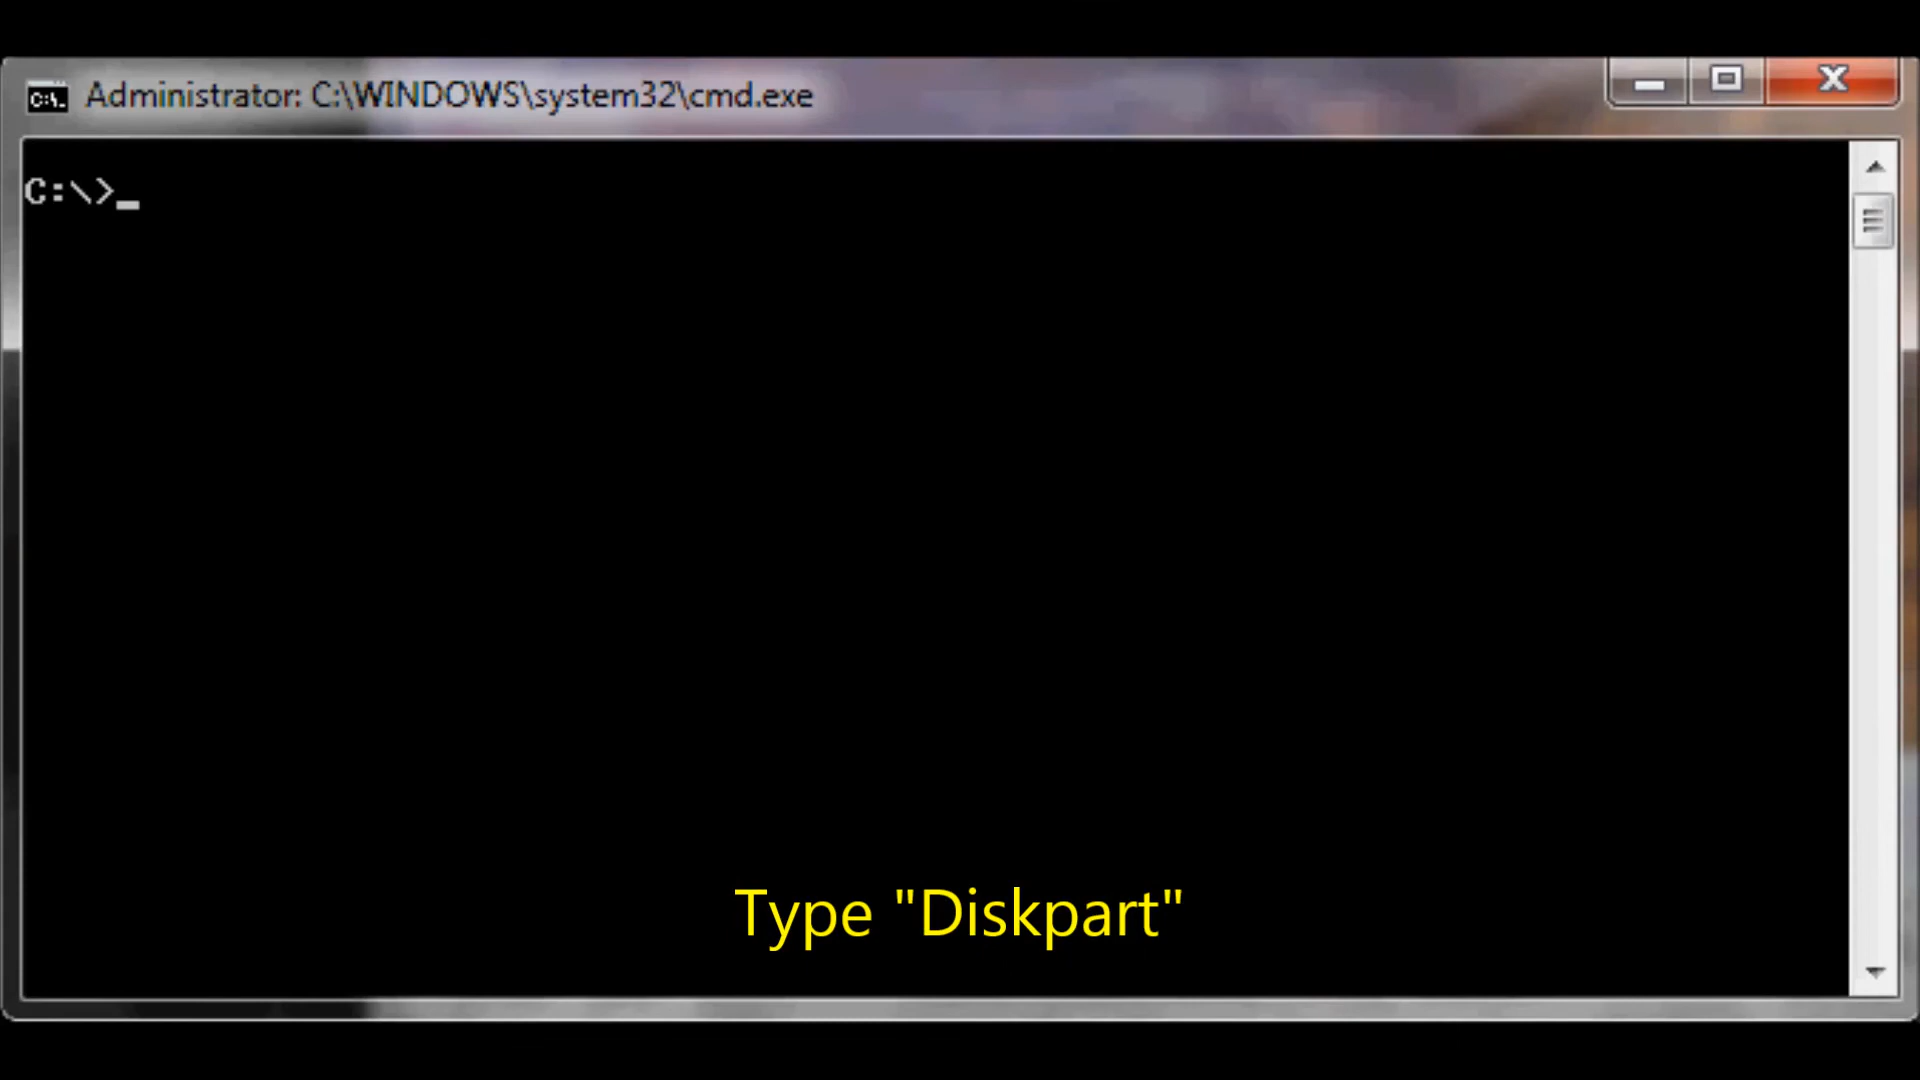 C:\.
Administrator: C:\WINDOWS\system32\cmd.exe
C:\>_
Type "Diskpart"